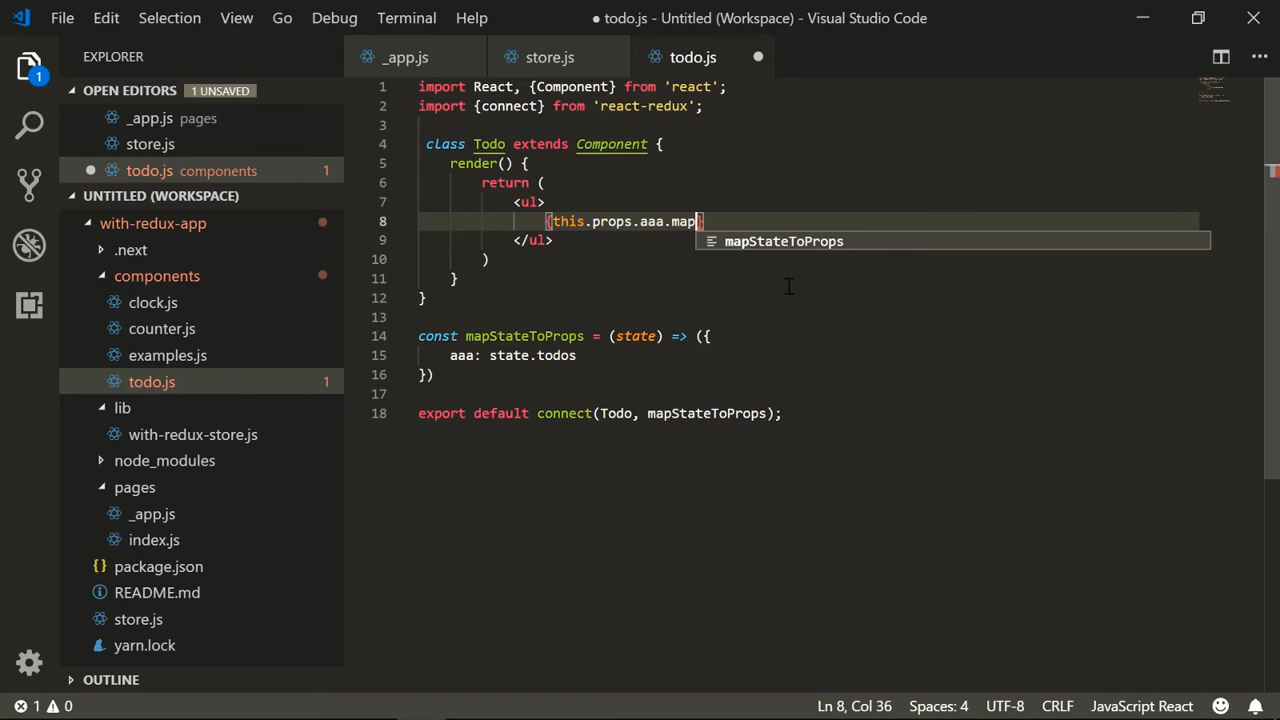 File Edit Selection View Go Debug Terminal Help ● todo.js - Untitled (Workspace) - Visual Studio Code
EXPLORER
_app.js store.js todo.js
OPEN EDITORS 1 UNSAVED
_app.js pages
store.js
todo.js components 1
UNTITLED (WORKSPACE)
with-redux-app
.next
components
clock.js
counter.js
examples.js
todo.js 1
lib
with-redux-store.js
node_modules
pages
_app.js
index.js
package.json
README.md
store.js
yarn.lock
OUTLINE
1
1 import React, {Component} from 'react';
2 import {connect} from 'react-redux';
3
4 class Todo extends Component {
5 render() {
6 return (
7 <ul>
8 {this.props.aaa.map}
mapStateToProps
9 </ul>
10 )
11 }
12 }
13
14 const mapStateToProps = (state) => ({
15 aaa: state.todos
16 })
17
18 export default connect(Todo, mapStateToProps);
1 0 Ln 8, Col 36 Spaces: 4 UTF-8 CRLF JavaScript React